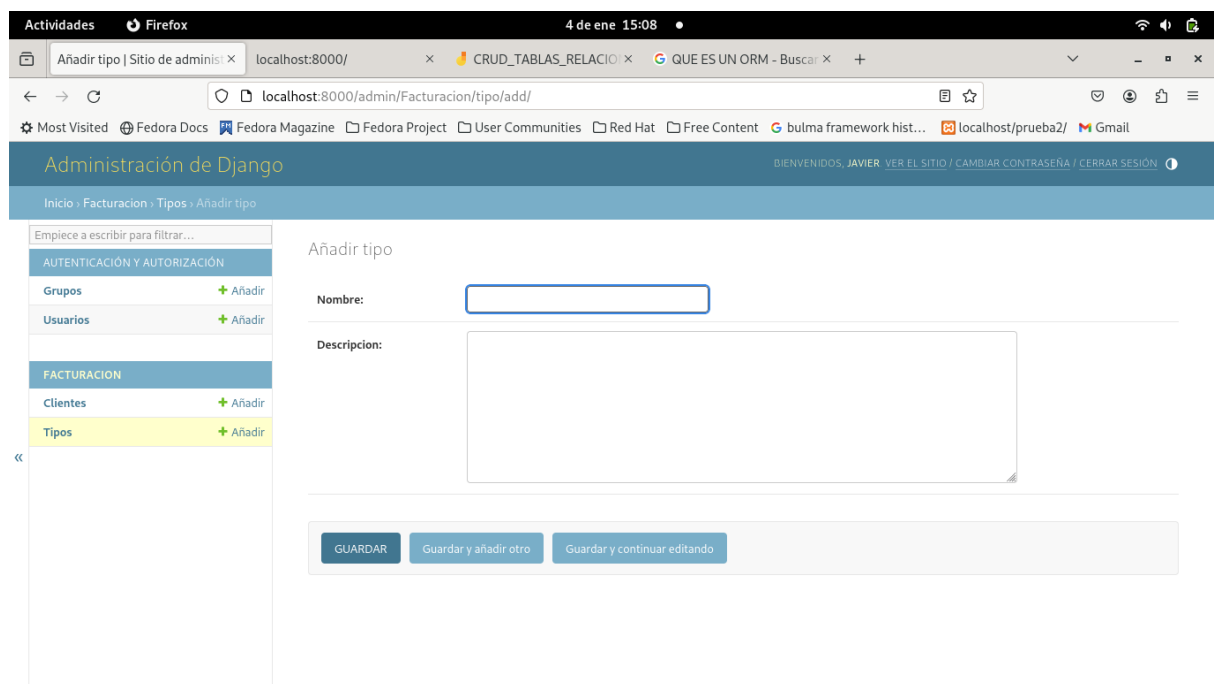 Actividades Firefox 4 de ene 15:08
Añadir tipo | Sitio de administ localhost:8000/ CRUD_TABLAS_RELACIO QUE ES UN ORM - Buscar
localhost:8000/admin/Facturacion/tipo/add/
Most Visited Fedora Docs Fedora Magazine Fedora Project User Communities Red Hat Free Content bulma framework hist… localhost/prueba2/ Gmail
Administración de Django BIENVENIDOS, JAVIER VER EL SITIO / CAMBIAR CONTRASEÑA / CERRAR SESIÓN
Inicio › Facturacion › Tipos › Añadir tipo
Empiece a escribir para filtrar…
AUTENTICACIÓN Y AUTORIZACIÓN
Grupos + Añadir
Usuarios + Añadir
FACTURACION
Clientes + Añadir
Tipos + Añadir
«
Añadir tipo
Nombre:
Descripcion:
GUARDAR Guardar y añadir otro Guardar y continuar editando